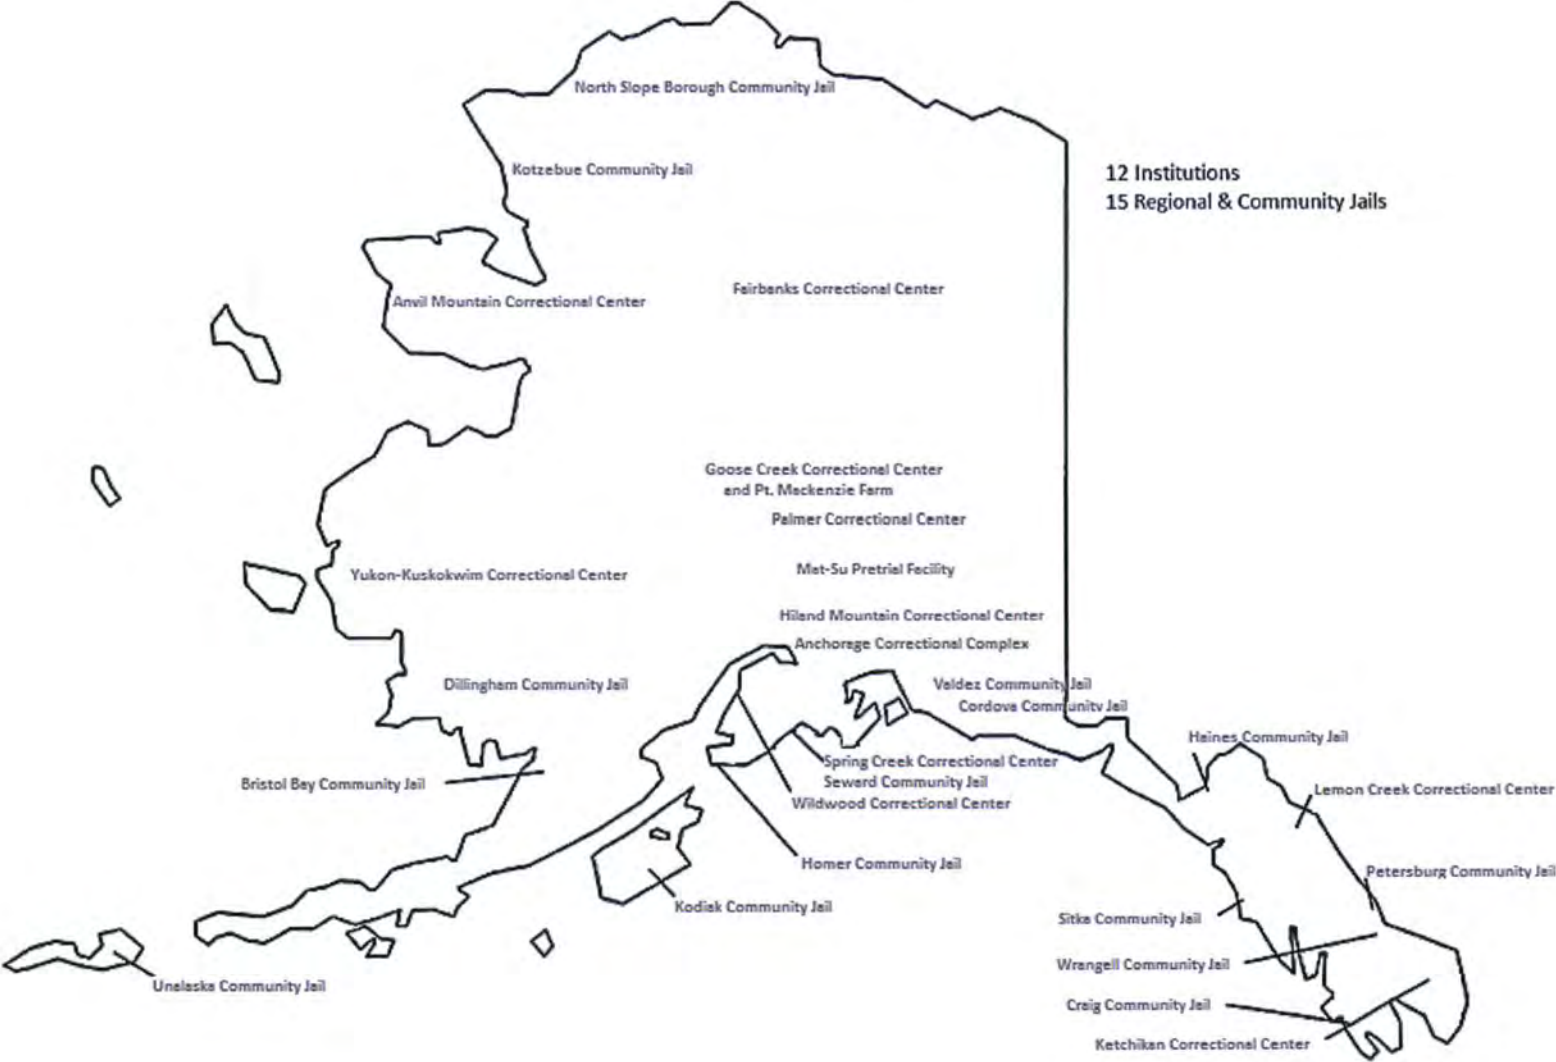 North Slope Borough Community Jail
Kotzebue Community Jail
12 Institutions
15 Regional & Community Jails
Anvil Mountain Correctional Center
Fairbanks Correctional Center
Goose Creek Correctional Center
and Pt. Mackenzie Farm
Palmer Correctional Center
Mat-Su Pretrial Facility
Yukon-Kuskokwim Correctional Center
Hiland Mountain Correctional Center
Anchorage Correctional Complex
Dillingham Community Jail
Valdez Community Jail
Cordova Community Jail
Haines Community Jail
Spring Creek Correctional Center
Seward Community Jail
Bristol Bay Community Jail
Wildwood Correctional Center
Lemon Creek Correctional Center
Homer Community Jail
Petersburg Community Jail
Kodiak Community Jail
Sitka Community Jail
Wrangell Community Jail
Unalaska Community Jail
Craig Community Jail
Ketchikan Correctional Center